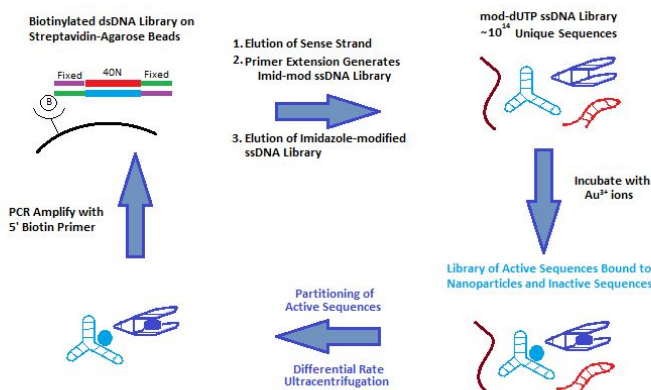 Biotinylated dsDNA Library on
Streptavidin-Agarose Beads
Fixed 40N Fixed
B
1. Elution of Sense Strand
2. Primer Extension Generates
Imid-mod ssDNA Library
3. Elution of Imidazole-modified
ssDNA Library
mod-dUTP ssDNA Library
~10¹⁴
Unique Sequences
Incubate with
Au³⁺ ions
Library of Active Sequences Bound to
Nanoparticles and Inactive Sequences
Partitioning of
Active Sequences
Differential Rate
Ultracentrifugation
PCR Amplify with
5' Biotin Primer